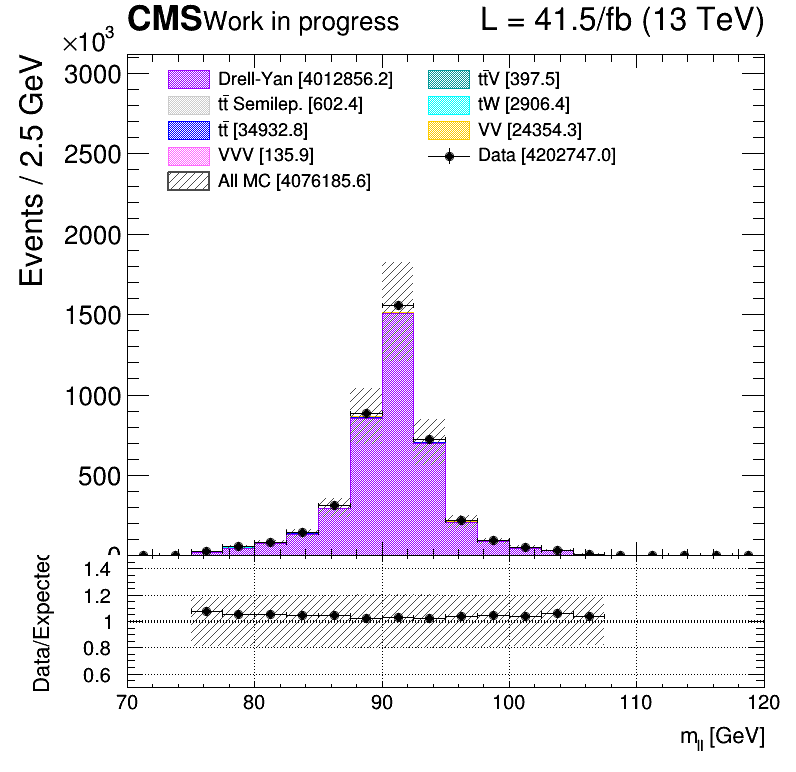 CMS Work in progress L = 41.5/fb (13 TeV)
×10³
Events / 2.5 GeV
3000
2500
2000
1500
1000
500
0
Drell-Yan [4012856.2]
tt̄ Semilep. [602.4]
tt̄ [34932.8]
VVV [135.9]
All MC [4076185.6]
tt̄V [397.5]
tW [2906.4]
VV [24354.3]
Data [4202747.0]
Data/Expected
1.4
1.2
1
0.8
0.6
70 80 90 100 110 120
m_ll [GeV]